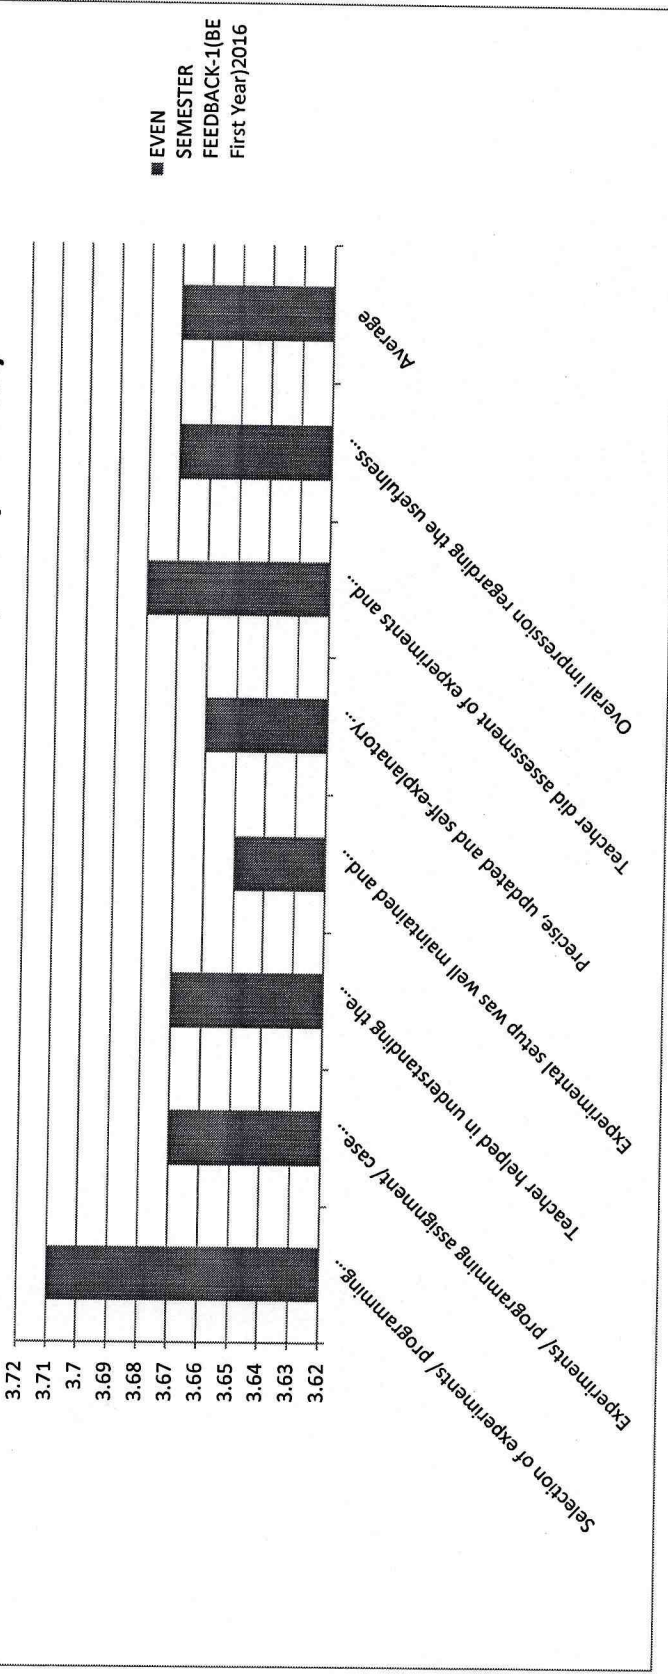 3.72
3.71
3.7
3.69
3.68
3.67
3.66
3.65
3.64
3.63
3.62
Selection of experiments/ programming...
Experiments/ programming assignment/ case...
Teacher helped in understanding the...
Experimental setup was well maintained and...
Precise, updated and self-explanatory...
Teacher did assessment of experiments and...
Overall impression regarding the usefulness...
Average
EVEN
SEMESTER
FEEDBACK-1(BE
First Year)2016